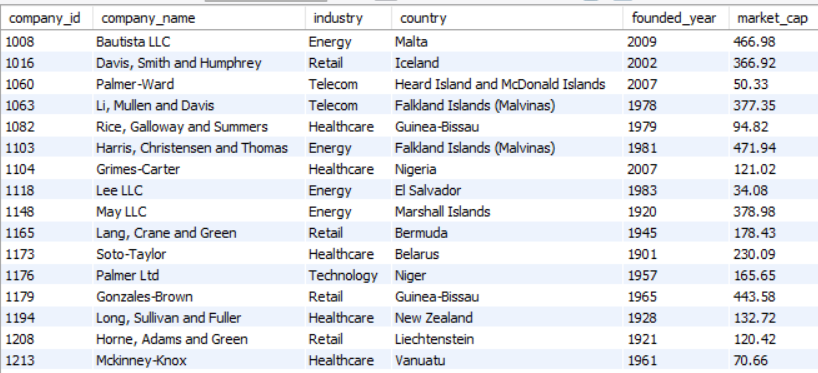 company_id company_name industry country founded_year market_cap
1008 Bautista LLC Energy Malta 2009 466.98
1016 Davis, Smith and Humphrey Retail Iceland 2002 366.92
1060 Palmer-Ward Telecom Heard Island and McDonald Islands 2007 50.33
1063 Li, Mullen and Davis Telecom Falkland Islands (Malvinas) 1978 377.35
1082 Rice, Galloway and Summers Healthcare Guinea-Bissau 1979 94.82
1103 Harris, Christensen and Thomas Energy Falkland Islands (Malvinas) 1981 471.94
1104 Grimes-Carter Healthcare Nigeria 2007 121.02
1118 Lee LLC Energy El Salvador 1983 34.08
1148 May LLC Energy Marshall Islands 1920 378.98
1165 Lang, Crane and Green Retail Bermuda 1945 178.43
1173 Soto-Taylor Healthcare Belarus 1901 230.09
1176 Palmer Ltd Technology Niger 1957 165.65
1179 Gonzales-Brown Retail Guinea-Bissau 1965 443.58
1194 Long, Sullivan and Fuller Healthcare New Zealand 1928 132.72
1208 Horne, Adams and Green Retail Liechtenstein 1921 120.42
1213 Mckinney-Knox Healthcare Vanuatu 1961 70.66